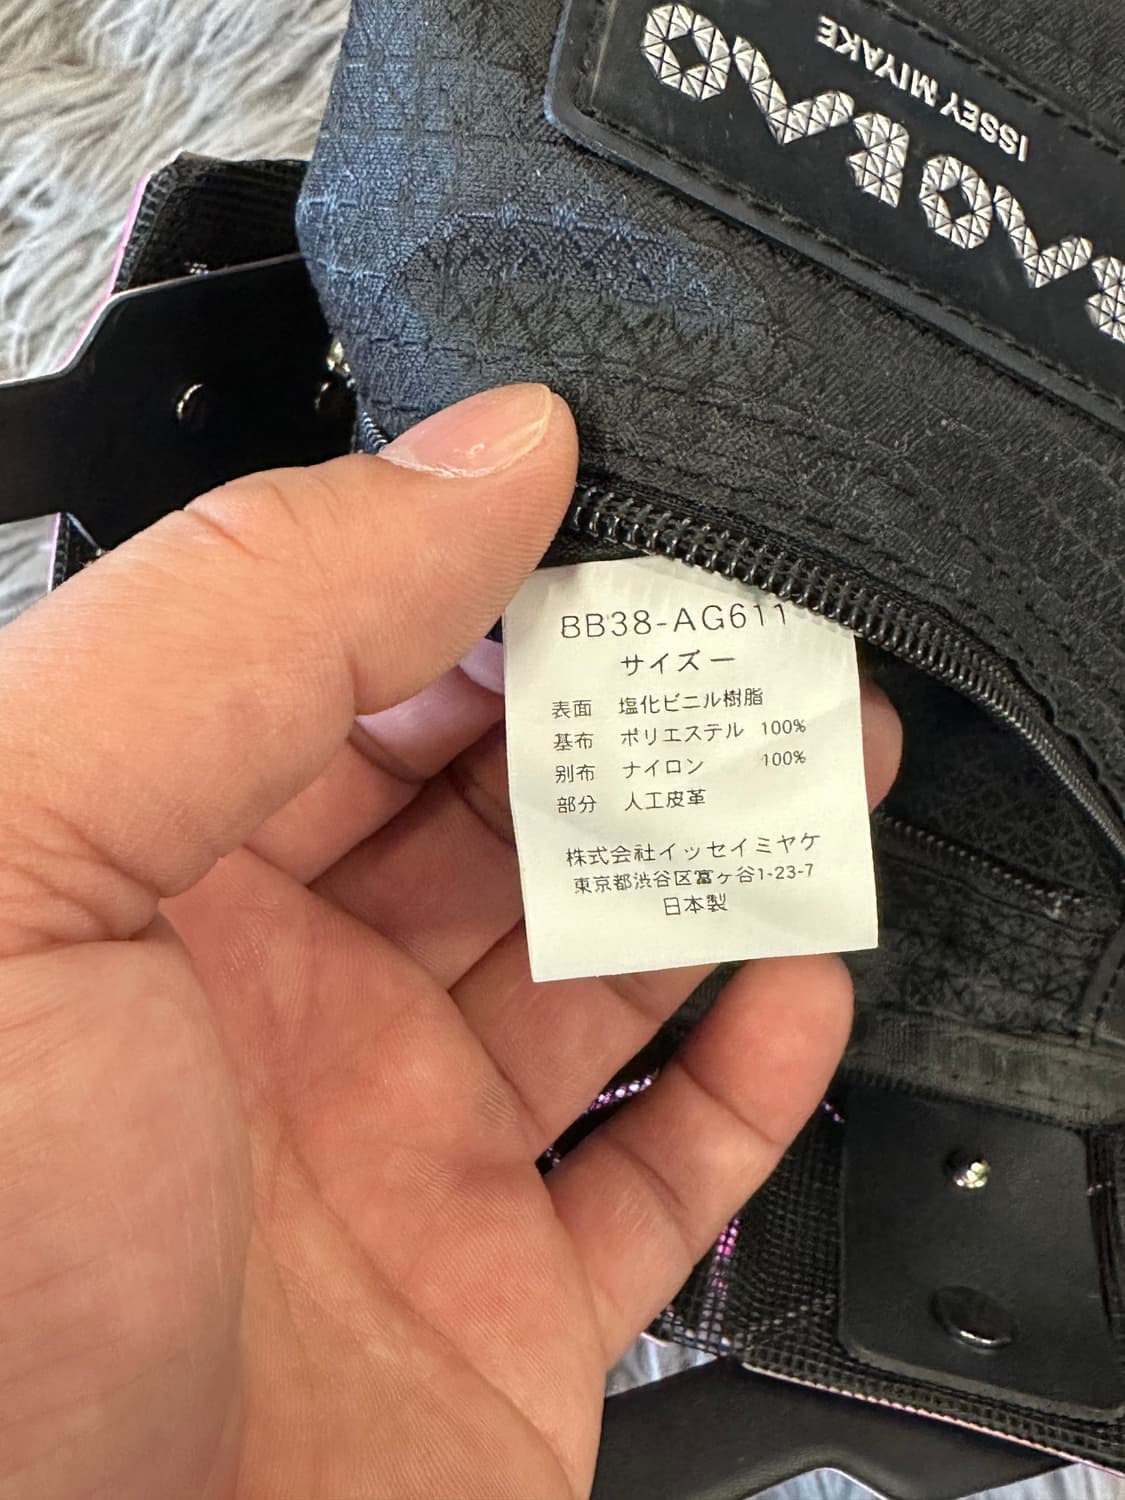 BAOBAO
ISSEY MIYAKE
BB38-AG611
サイズ ー
表面 塩化ビニル樹脂
基布 ポリエステル 100%
別布 ナイロン 100%
部分 人工皮革
株式会社イッセイミヤケ
東京都渋谷区富ヶ谷1-23-7
日本製